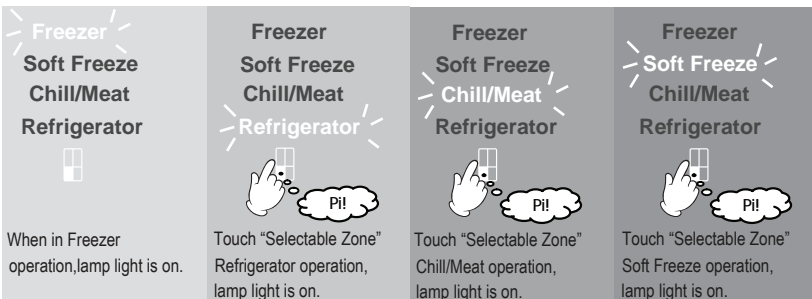 Freezer
Soft Freeze
Chill/Meat
Refrigerator
When in Freezer
operation,lamp light is on.
Freezer
Soft Freeze
Chill/Meat
Refrigerator
Pi!
Touch “Selectable Zone”
Refrigerator operation,
lamp light is on.
Freezer
Soft Freeze
Chill/Meat
Refrigerator
Pi!
Touch “Selectable Zone”
Chill/Meat operation,
lamp light is on.
Freezer
Soft Freeze
Chill/Meat
Refrigerator
Pi!
Touch “Selectable Zone”
Soft Freeze operation,
lamp light is on.